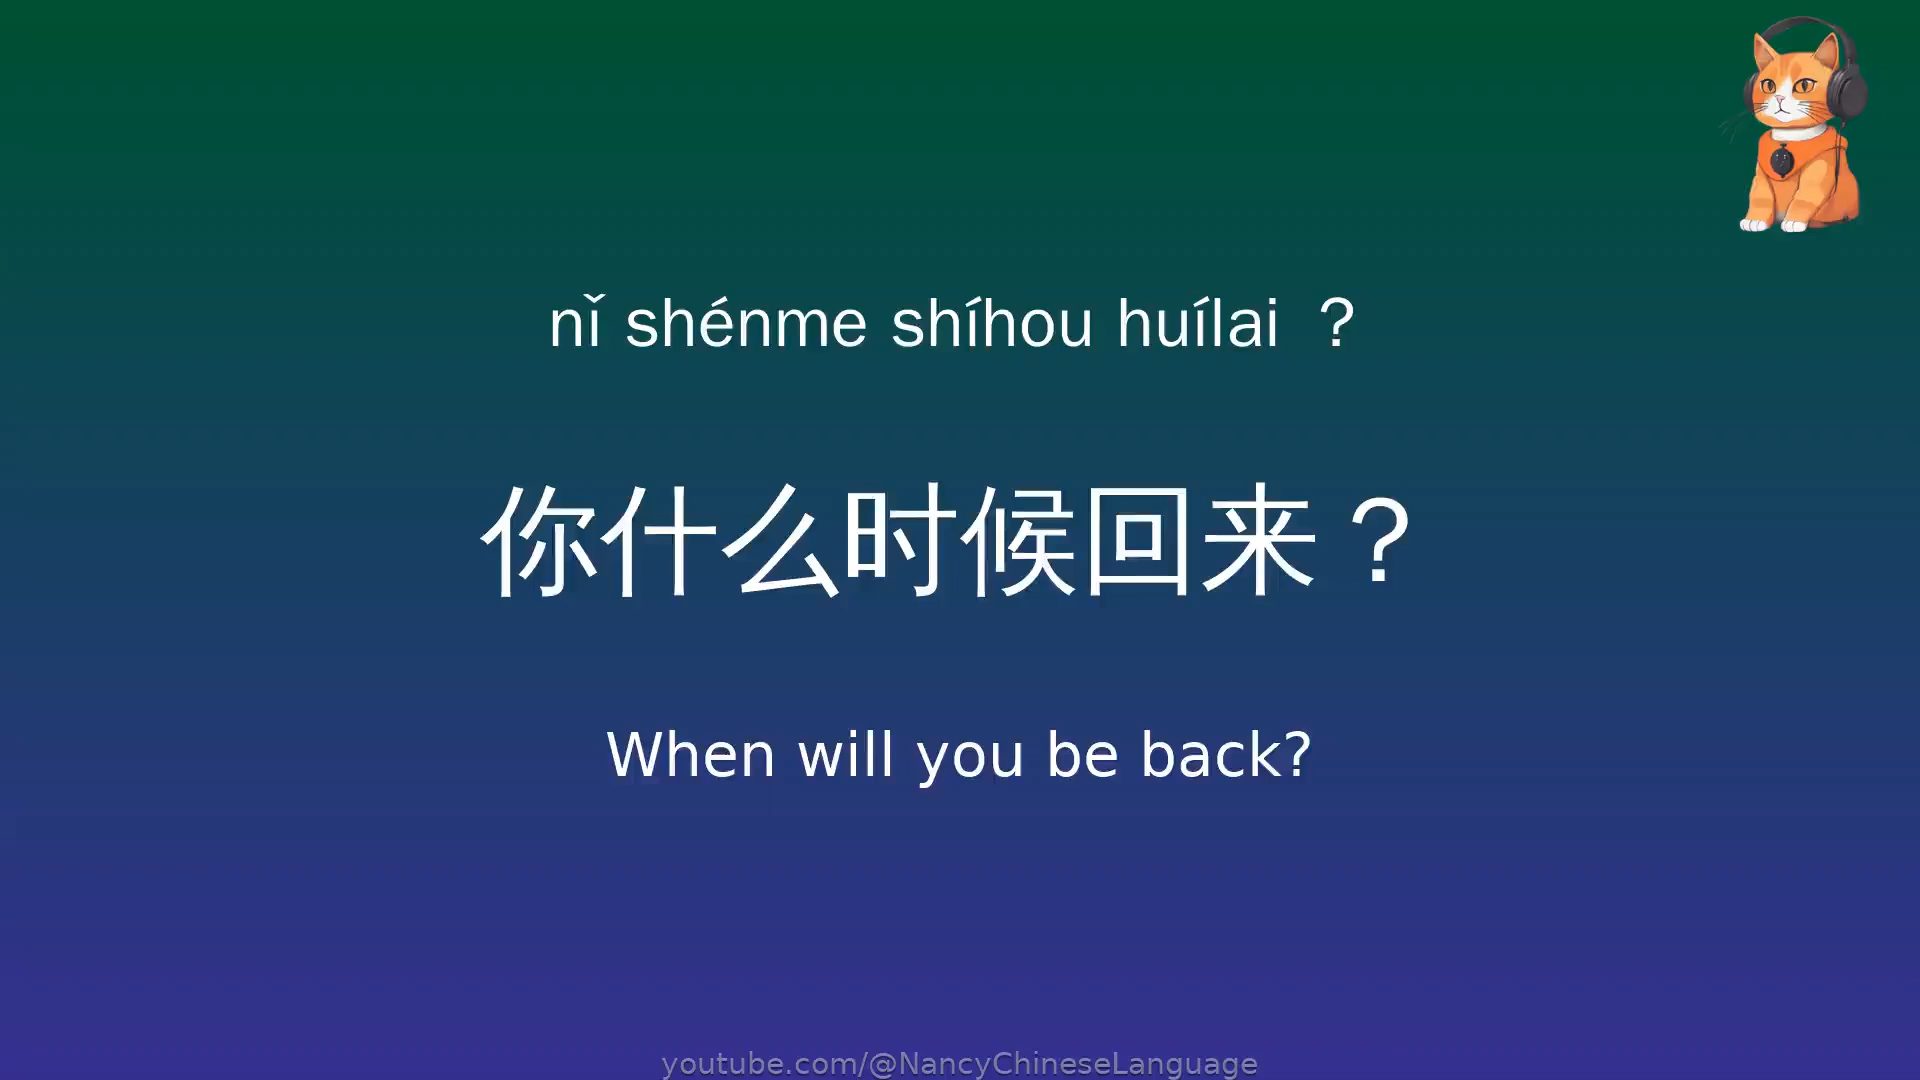 nǐ shénme shíhou huílai ？
你什么时候回来？
When will you be back?
youtube.com/@NancyChineseLanguage